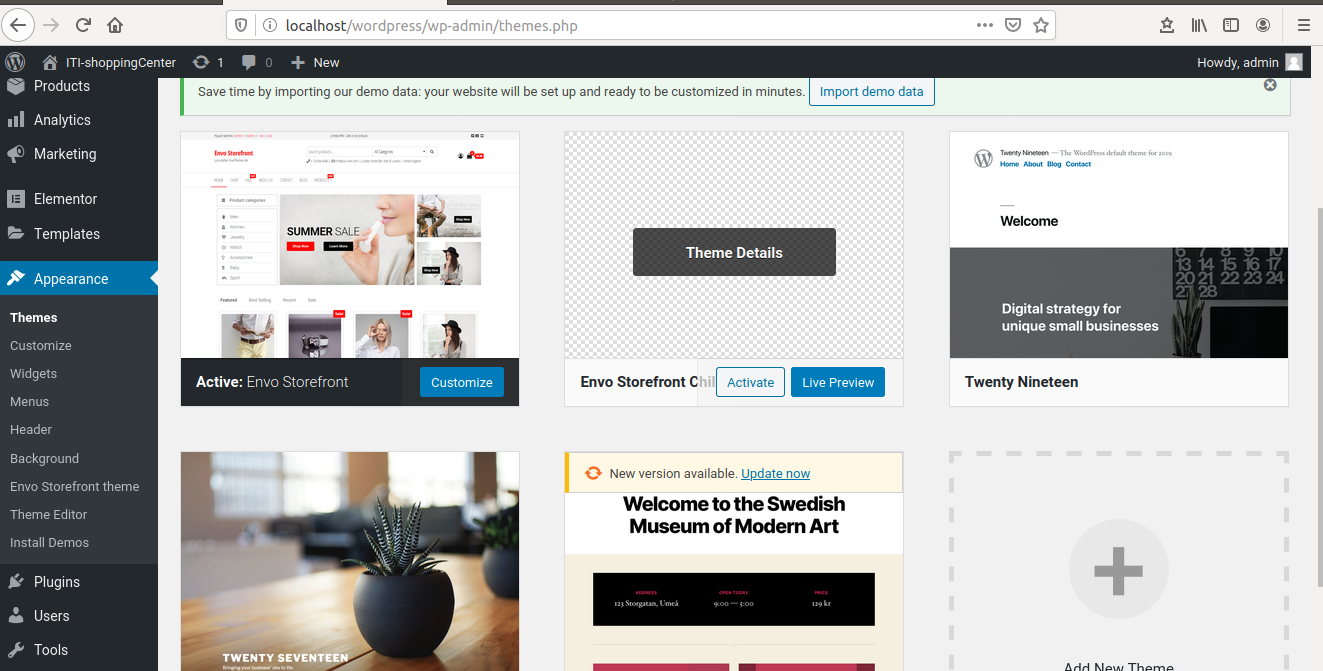 localhost/wordpress/wp-admin/themes.php
ITI-shoppingCenter
1
0
New
Howdy, admin
Products
Analytics
Marketing
Elementor
Templates
Appearance
Themes
Customize
Widgets
Menus
Header
Background
Envo Storefront theme
Theme Editor
Install Demos
Plugins
Users
Tools
Save time by importing our demo data: your website will be set up and ready to be customized in minutes.
Import demo data
Envo Storefront
Product categories
Men
Women
Jewelry
Watch
Accessories
Baby
Sport
SUMMER SALE
Shop Now
Learn More
Shop Now
Shop Now
Featured
Best Selling
Recent
Sale
Sale!
Sale!
Active: Envo Storefront
Customize
Theme Details
Envo Storefront Chil
Activate
Live Preview
Twenty Nineteen — The WordPress default theme for 2019
Home About Blog Contact
Welcome
Digital strategy for
unique small businesses
Twenty Nineteen
TWENTY SEVENTEEN
Bringing your business' site to life
New version available. Update now
Welcome to the Swedish
Museum of Modern Art
ADDRESS
123 Storgatan, Umeå
OPEN TODAY
9:00 — 5:00
PRICE
129 kr
Add New Theme